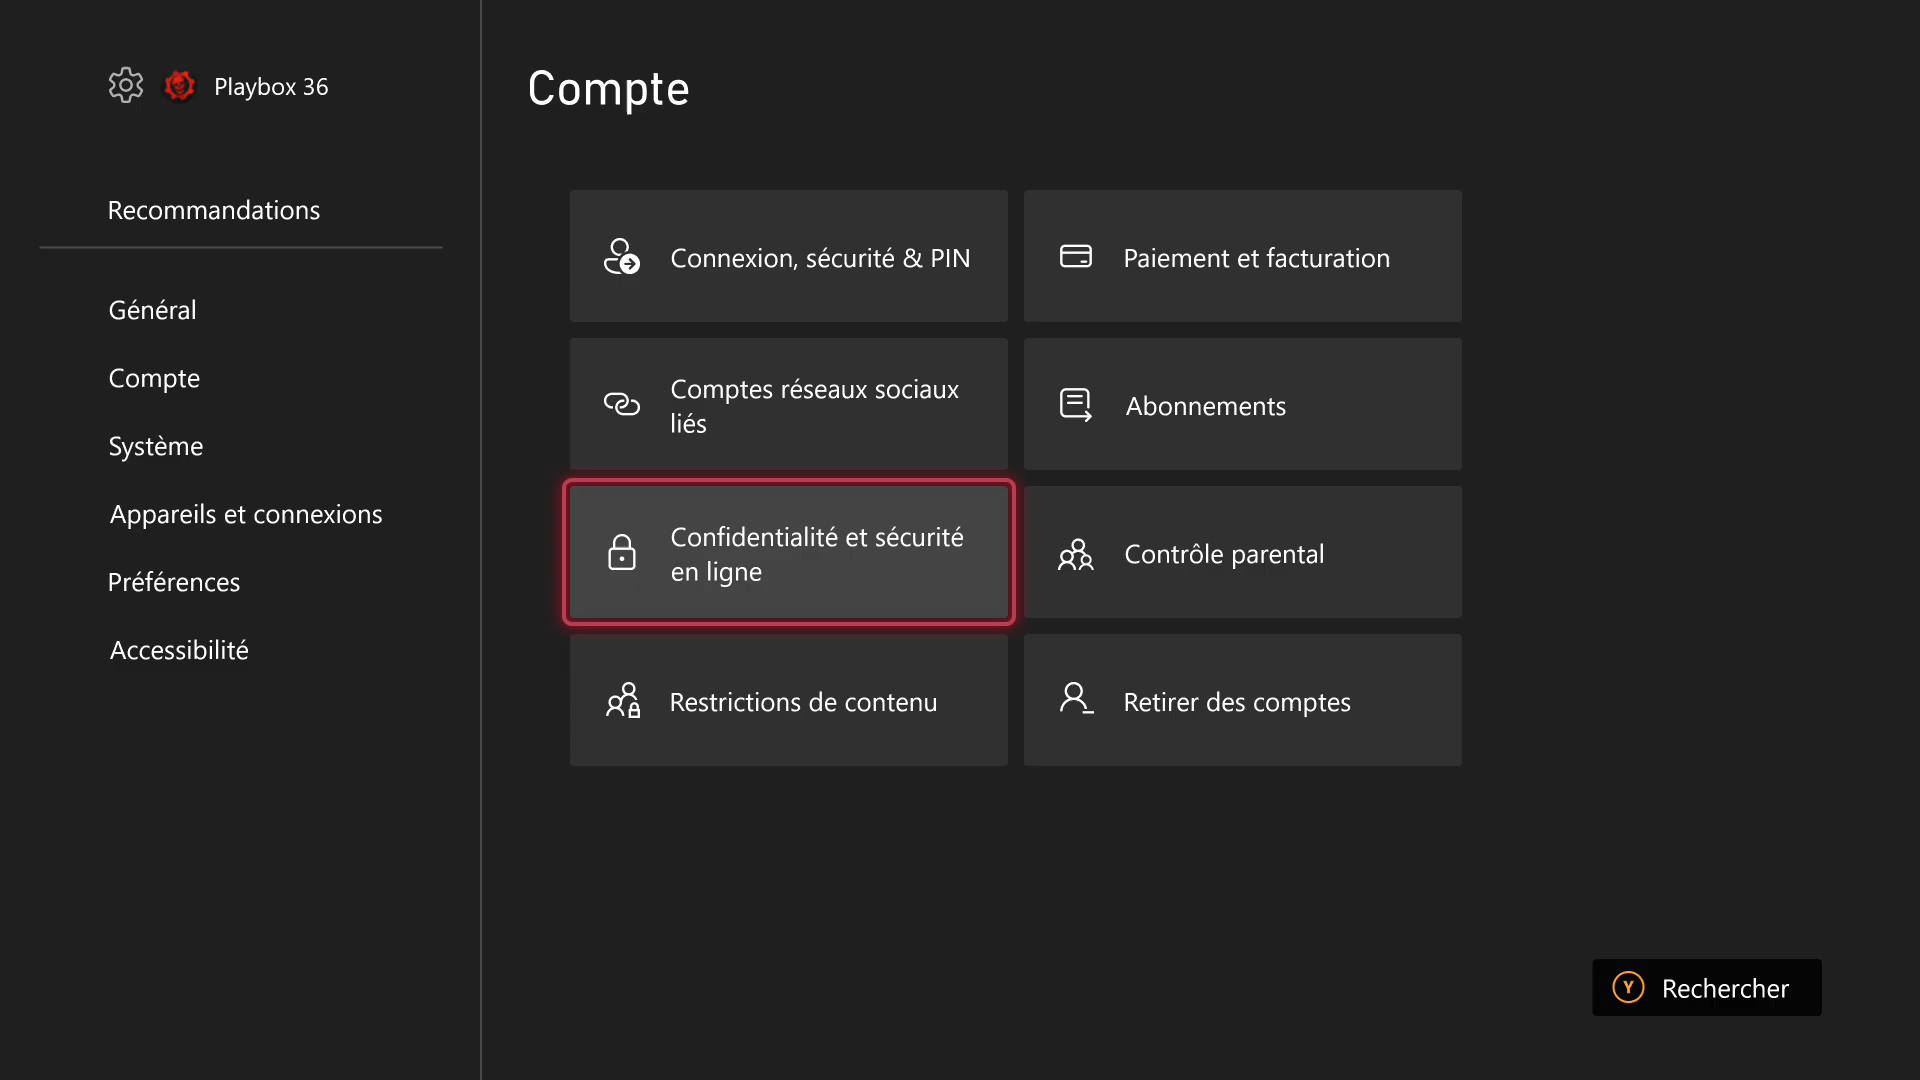 Playbox 36
Recommandations
Général
Compte
Système
Appareils et connexions
Préférences
Accessibilité
Compte
Connexion, sécurité & PIN
Paiement et facturation
Comptes réseaux sociaux
liés
Abonnements
Confidentialité et sécurité
en ligne
Contrôle parental
Restrictions de contenu
Retirer des comptes
Y Rechercher